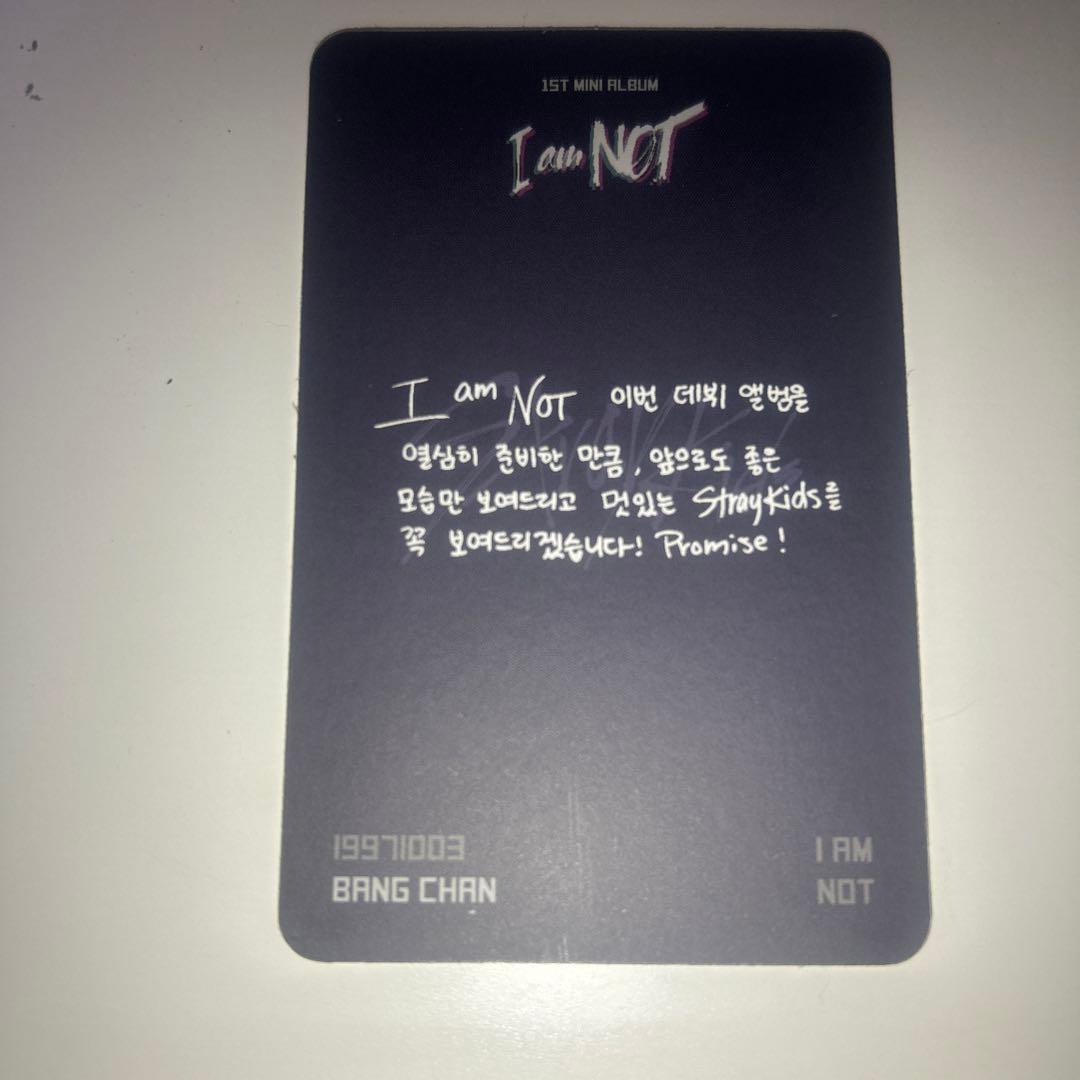 1ST MINI ALBUM
I am NOT
I am NOT 이번 데뷔 앨범을
열심히 준비한 만큼, 앞으로도 좋은
모습만 보여드리고 멋있는 StrayKids를
꼭 보여드리겠습니다! Promise!
Stray Kids
19971003
BANG CHAN
I AM
NOT